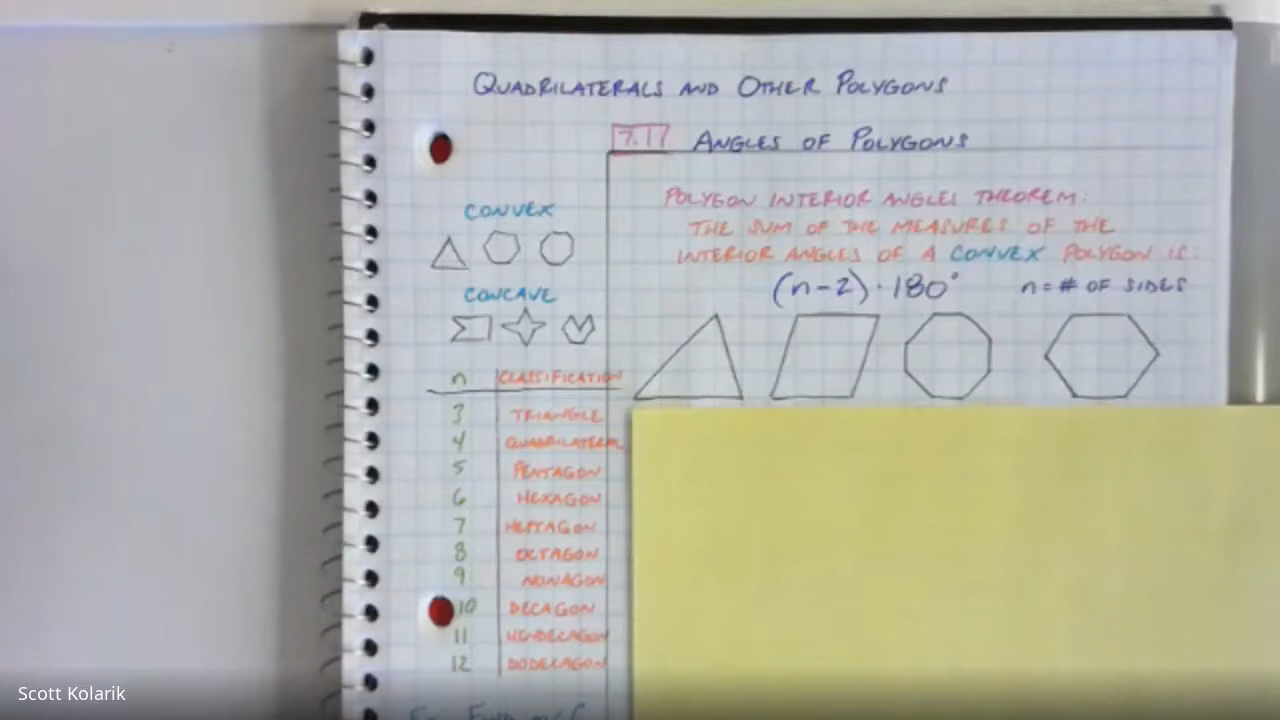 QUADRILATERALS AND OTHER POLYGONS
7.1 ANGLES OF POLYGONS
POLYGON INTERIOR ANGLES THEOREM:
THE SUM OF THE MEASURES OF THE
INTERIOR ANGLES OF A CONVEX POLYGON IS:
(n-2)·180° n=# OF SIDES
CONVEX
CONCAVE
n CLASSIFICATION
3 TRIANGLE
4 QUADRILATERAL
5 PENTAGON
6 HEXAGON
7 HEPTAGON
8 OCTAGON
9 NONAGON
10 DECAGON
11 HENDECAGON
12 DODECAGON
Scott Kolarik